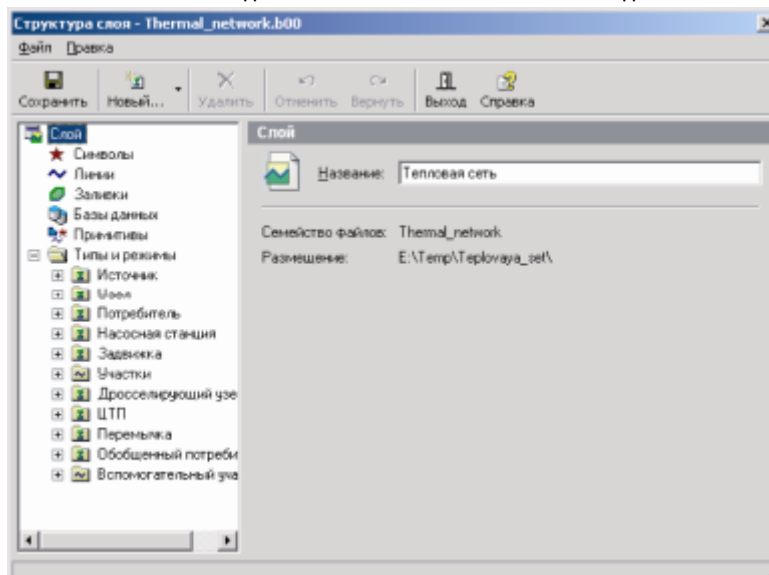 Структура слоя - Thermal_network.b00
Файл Правка
Сохранить Новый... Удалить Отменить Вернуть Выход Справка
Слой
Символы
Линии
Заливки
Базы данных
Примитивы
Типы и режимы
Источник
Узел
Потребитель
Насосная станция
Задвижка
Участки
Дросселирующий узе
ЦТП
Перемычка
Обобщенный потреби
Вспомогательный уча
Слой
Название: Тепловая сеть
Семейство файлов: Thermal_network
Размещение: E:\Temp\Teplovaya_set\